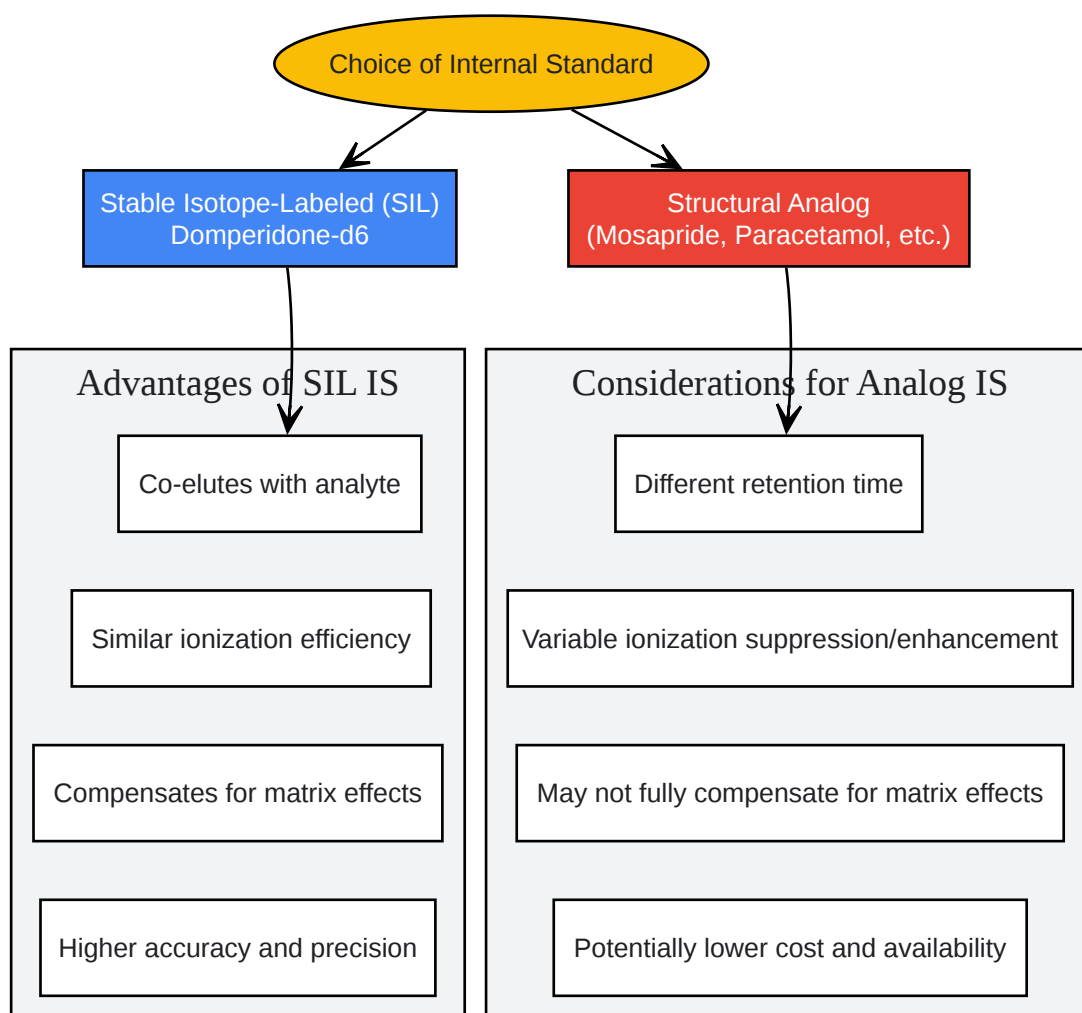 Choice of Internal Standard
Stable Isotope-Labeled (SIL)
Domperidone-d6
Structural Analog
(Mosapride, Paracetamol, etc.)
Advantages of SIL IS
Co-elutes with analyte
Similar ionization efficiency
Compensates for matrix effects
Higher accuracy and precision
Considerations for Analog IS
Different retention time
Variable ionization suppression/enhancement
May not fully compensate for matrix effects
Potentially lower cost and availability